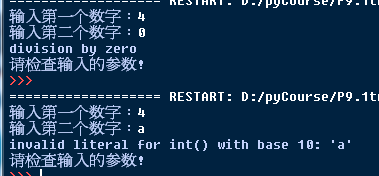 ==================== RESTART: D:/pyCourse/P9.1t
输入第一个数字：4
输入第二个数字：0
division by zero
请检查输入的参数！
>>>
==================== RESTART: D:/pyCourse/P9.1t
输入第一个数字：4
输入第二个数字：a
invalid literal for int() with base 10: 'a'
请检查输入的参数！
>>>